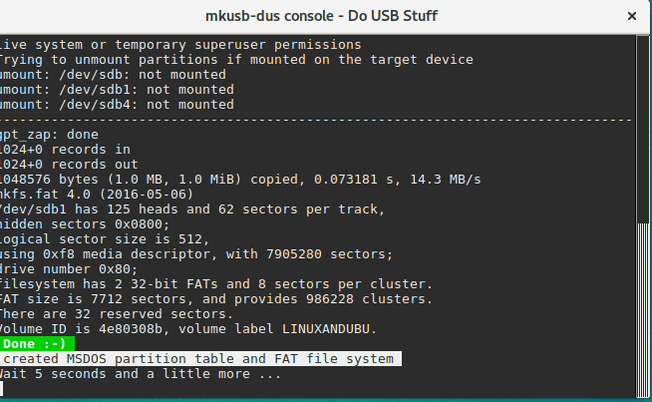 mkusb-dus console - Do USB Stuff
live system or temporary superuser permissions
Trying to unmount partitions if mounted on the target device
umount: /dev/sdb: not mounted
umount: /dev/sdb1: not mounted
umount: /dev/sdb4: not mounted
--------------------------------------------------------------------------------
gpt_zap: done
1024+0 records in
1024+0 records out
1048576 bytes (1.0 MB, 1.0 MiB) copied, 0.073181 s, 14.3 MB/s
mkfs.fat 4.0 (2016-05-06)
/dev/sdb1 has 125 heads and 62 sectors per track,
hidden sectors 0x0800;
logical sector size is 512,
using 0xf8 media descriptor, with 7905280 sectors;
drive number 0x80;
filesystem has 2 32-bit FATs and 8 sectors per cluster.
FAT size is 7712 sectors, and provides 986228 clusters.
There are 32 reserved sectors.
Volume ID is 4e80308b, volume label LINUXANDUBU.
Done :-)
created MSDOS partition table and FAT file system
Wait 5 seconds and a little more ...